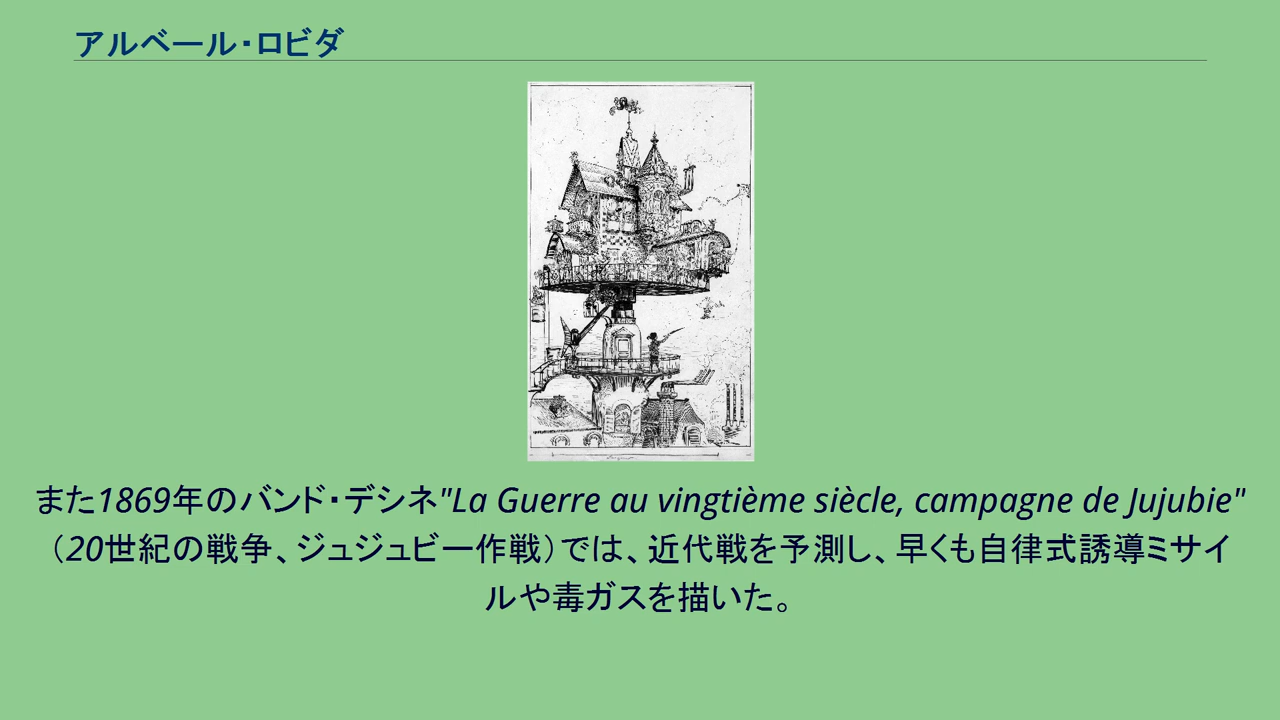 アルベール・ロビダ
また1869年のバンド・デシネ"La Guerre au vingtième siècle, campagne de Jujubie"
（20世紀の戦争、ジュジュビー作戦）では、近代戦を予測し、早くも自律式誘導ミサイ
ルや毒ガスを描いた。